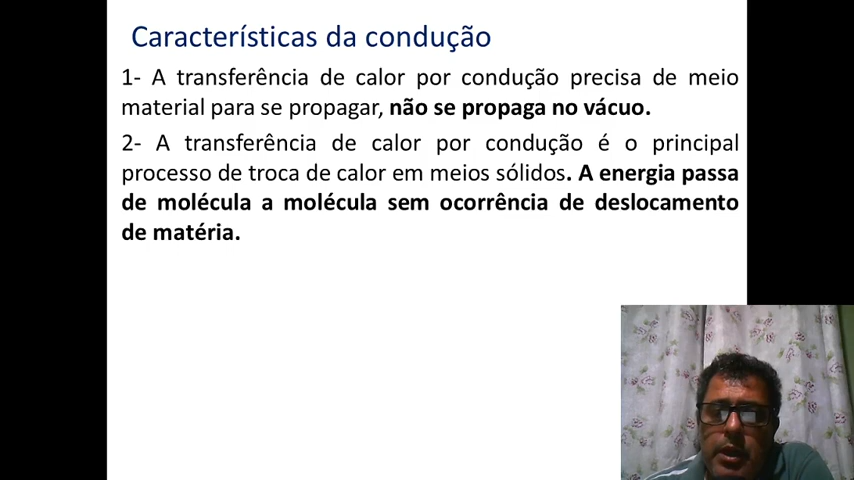 Características da condução
1- A transferência de calor por condução precisa de meio
material para se propagar, não se propaga no vácuo.
2- A transferência de calor por condução é o principal
processo de troca de calor em meios sólidos. A energia passa
de molécula a molécula sem ocorrência de deslocamento
de matéria.